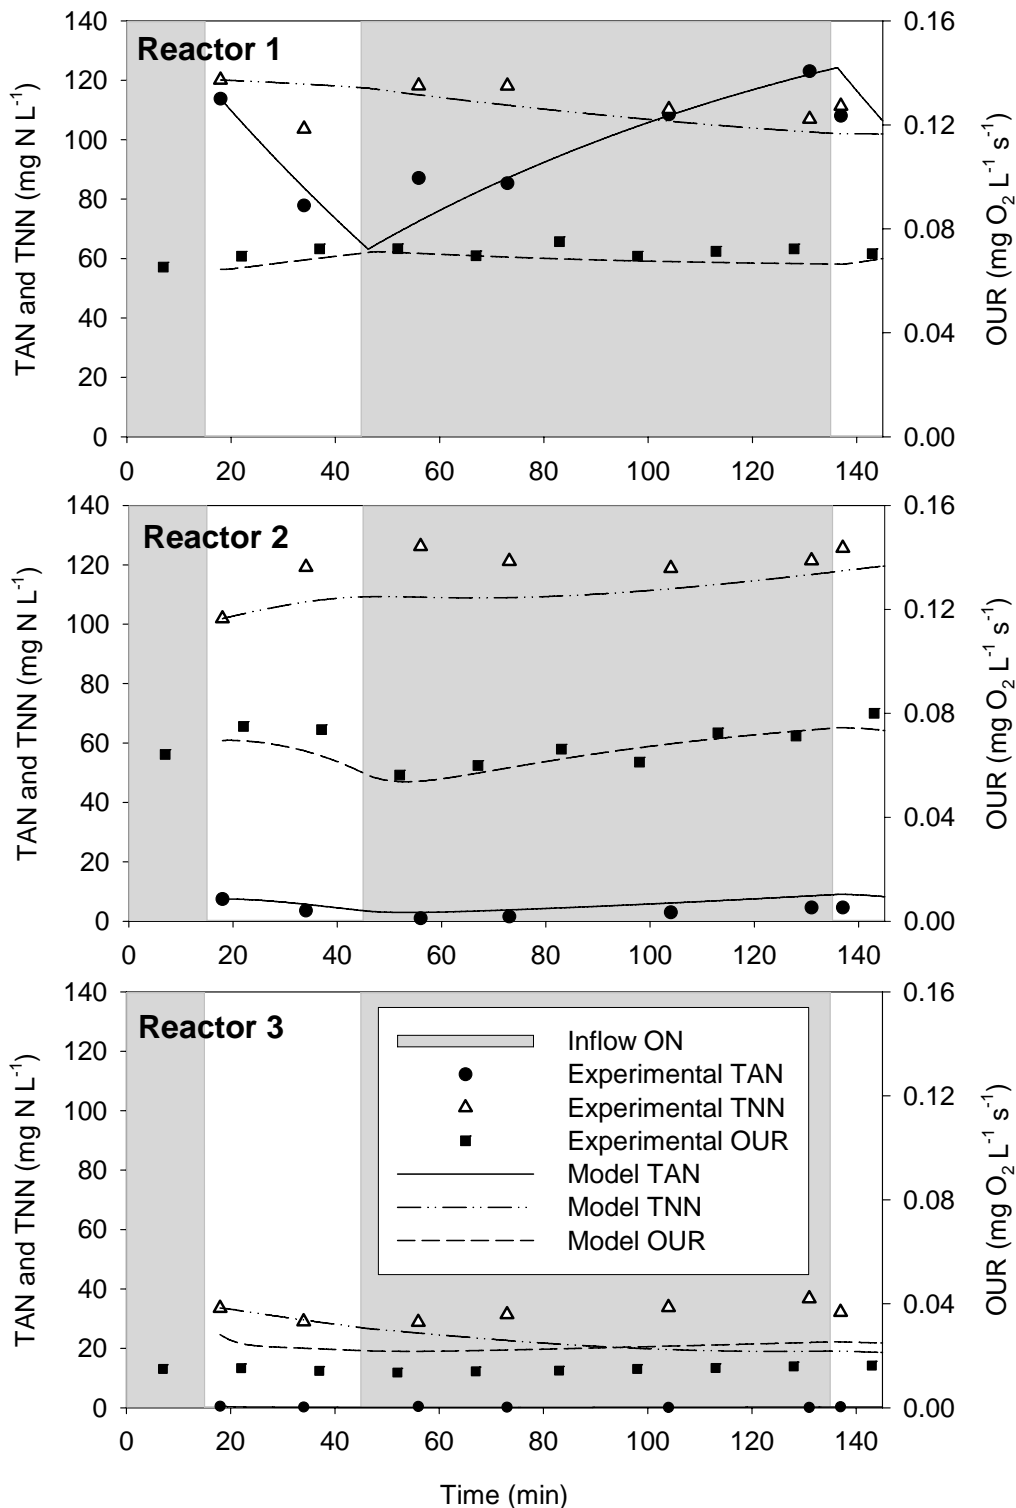 Reactor 1
140
120
100
80
60
40
20
0
TAN and TNN (mg N L⁻¹)
0.16
0.12
0.08
0.04
0.00
OUR (mg O₂ L⁻¹ s⁻¹)
0 20 40 60 80 100 120 140
Reactor 2
140
120
100
80
60
40
20
0
TAN and TNN (mg N L⁻¹)
0.16
0.12
0.08
0.04
0.00
OUR (mg O₂ L⁻¹ s⁻¹)
0 20 40 60 80 100 120 140
Reactor 3
140
120
100
80
60
40
20
0
TAN and TNN (mg N L⁻¹)
Inflow ON
Experimental TAN
Experimental TNN
Experimental OUR
Model TAN
Model TNN
Model OUR
0.16
0.12
0.08
0.04
0.00
OUR (mg O₂ L⁻¹ s⁻¹)
0 20 40 60 80 100 120 140
Time (min)